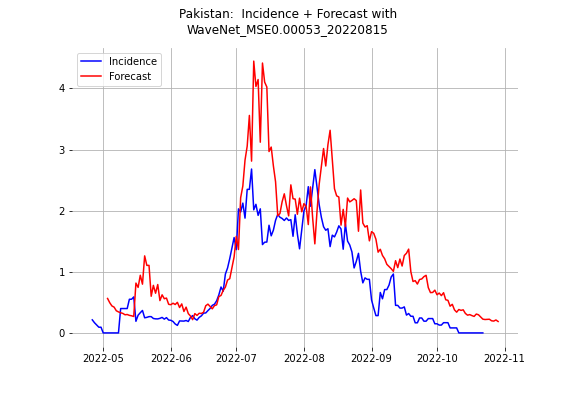 Pakistan: Incidence + Forecast with
WaveNet_MSE0.00053_20220815
Incidence
Forecast
4
3
2
1
0
2022-05 2022-06 2022-07 2022-08 2022-09 2022-10 2022-11